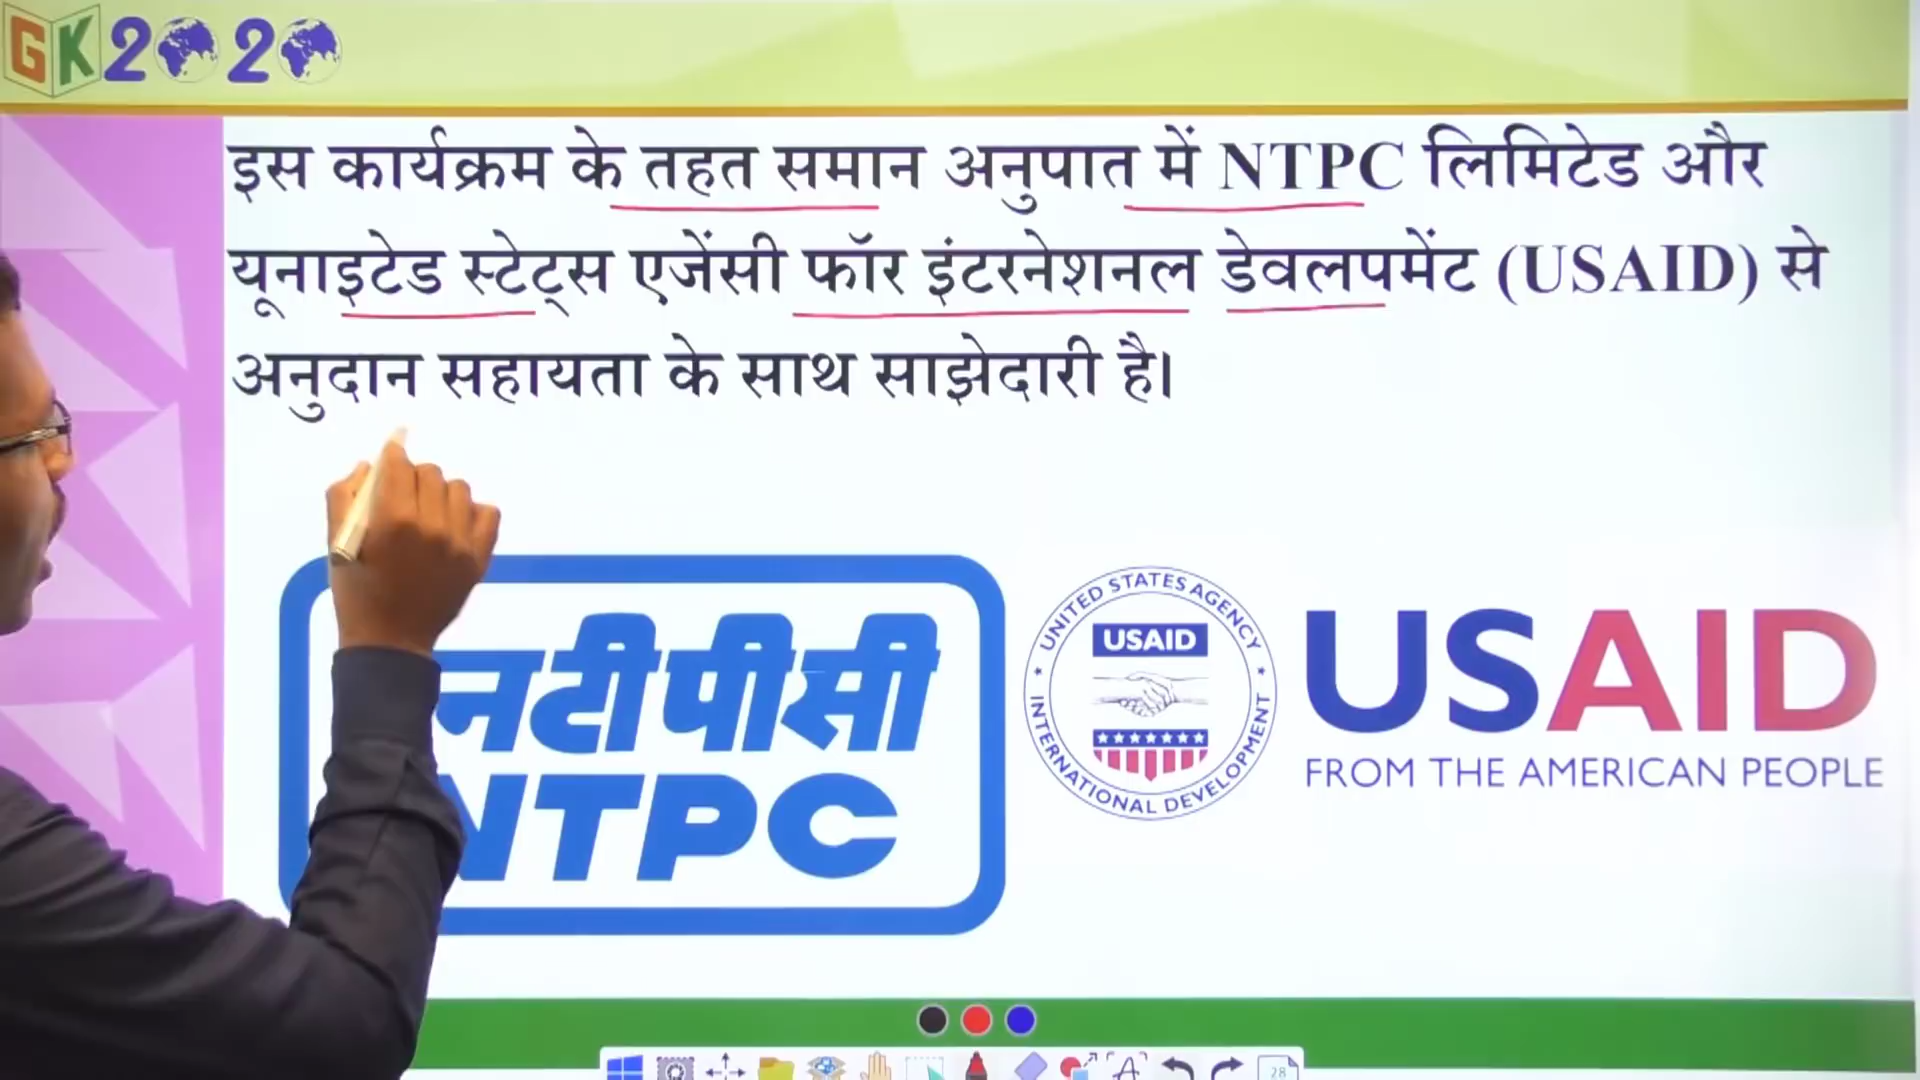 GK2020
इस कार्यक्रम के तहत समान अनुपात में NTPC लिमिटेड और
यूनाइटेड स्टेट्स एजेंसी फॉर इंटरनेशनल डेवलपमेंट (USAID) से
अनुदान सहायता के साथ साझेदारी है।
नटीपीसी
NTPC
UNITED STATES AGENCY
USAID
INTERNATIONAL DEVELOPMENT
USAID
FROM THE AMERICAN PEOPLE
28